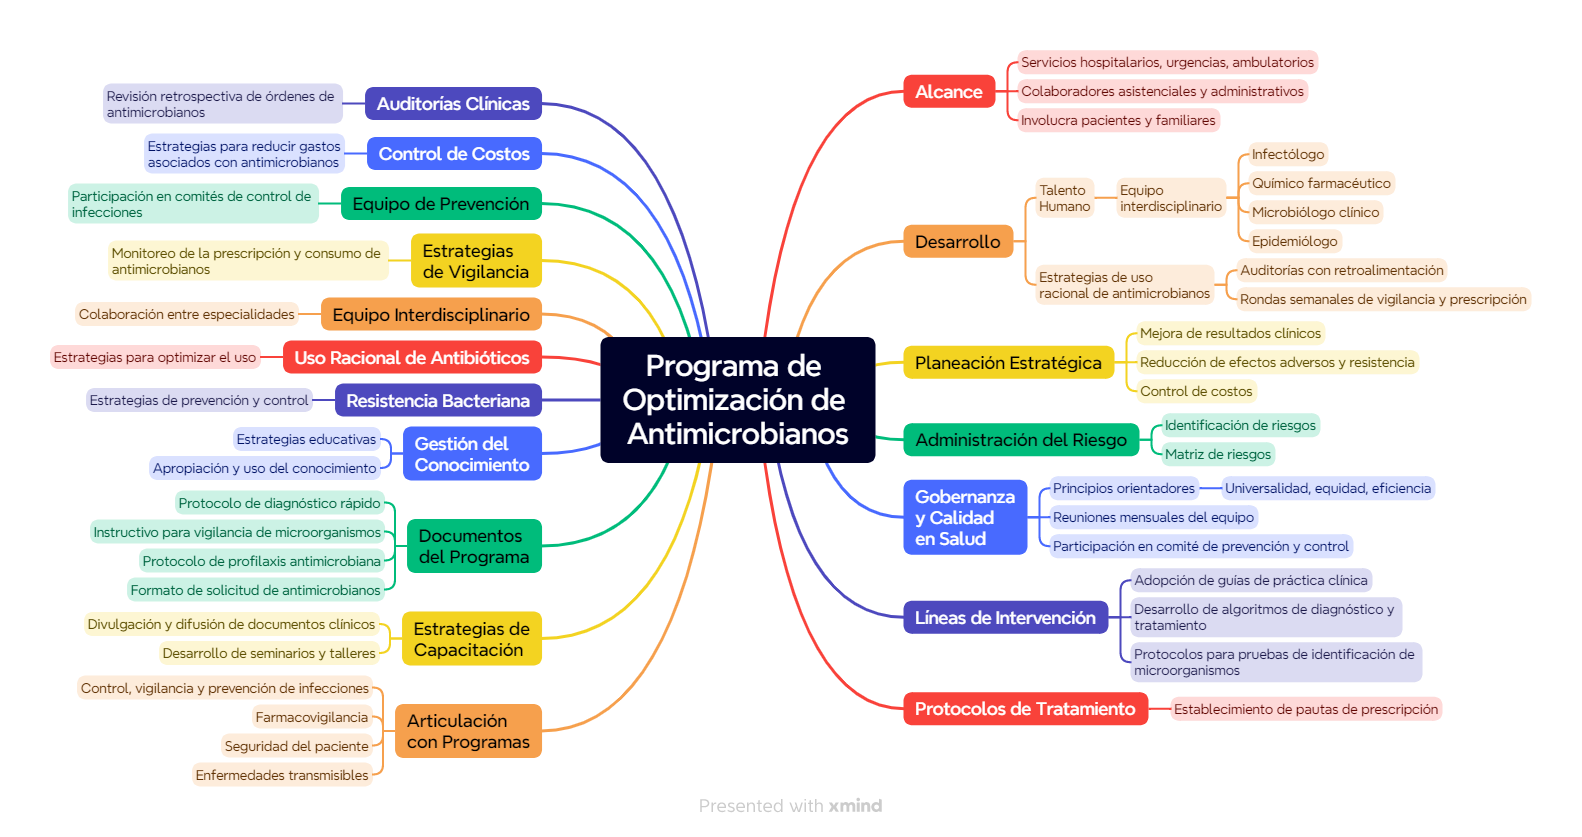 Programa de
Optimización de
Antimicrobianos
Alcance
Servicios hospitalarios, urgencias, ambulatorios
Colaboradores asistenciales y administrativos
Involucra pacientes y familiares
Desarrollo
Talento
Humano
Equipo
interdisciplinario
Infectólogo
Químico farmacéutico
Microbiólogo clínico
Epidemiólogo
Estrategias de uso
racional de antimicrobianos
Auditorías con retroalimentación
Rondas semanales de vigilancia y prescripción
Planeación Estratégica
Mejora de resultados clínicos
Reducción de efectos adversos y resistencia
Control de costos
Administración del Riesgo
Identificación de riesgos
Matriz de riesgos
Gobernanza
y Calidad
en Salud
Principios orientadores
Universalidad, equidad, eficiencia
Reuniones mensuales del equipo
Participación en comité de prevención y control
Líneas de Intervención
Adopción de guías de práctica clínica
Desarrollo de algoritmos de diagnóstico y
tratamiento
Protocolos para pruebas de identificación de
microorganismos
Protocolos de Tratamiento
Establecimiento de pautas de prescripción
Auditorías Clínicas
Revisión retrospectiva de órdenes de
antimicrobianos
Control de Costos
Estrategias para reducir gastos
asociados con antimicrobianos
Equipo de Prevención
Participación en comités de control de
infecciones
Estrategias
de Vigilancia
Monitoreo de la prescripción y consumo de
antimicrobianos
Equipo Interdisciplinario
Colaboración entre especialidades
Uso Racional de Antibióticos
Estrategias para optimizar el uso
Resistencia Bacteriana
Estrategias de prevención y control
Gestión del
Conocimiento
Estrategias educativas
Apropiación y uso del conocimiento
Documentos
del Programa
Protocolo de diagnóstico rápido
Instructivo para vigilancia de microorganismos
Protocolo de profilaxis antimicrobiana
Formato de solicitud de antimicrobianos
Estrategias de
Capacitación
Divulgación y difusión de documentos clínicos
Desarrollo de seminarios y talleres
Articulación
con Programas
Control, vigilancia y prevención de infecciones
Farmacovigilancia
Seguridad del paciente
Enfermedades transmisibles
Presented with xmind